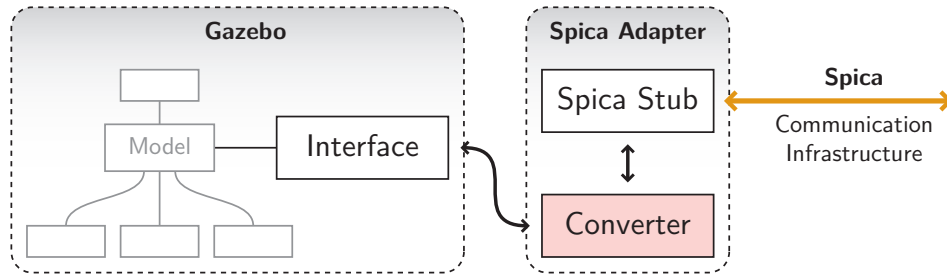 Gazebo
Model
Interface
Spica Adapter
Spica Stub
Converter
Spica
Communication
Infrastructure